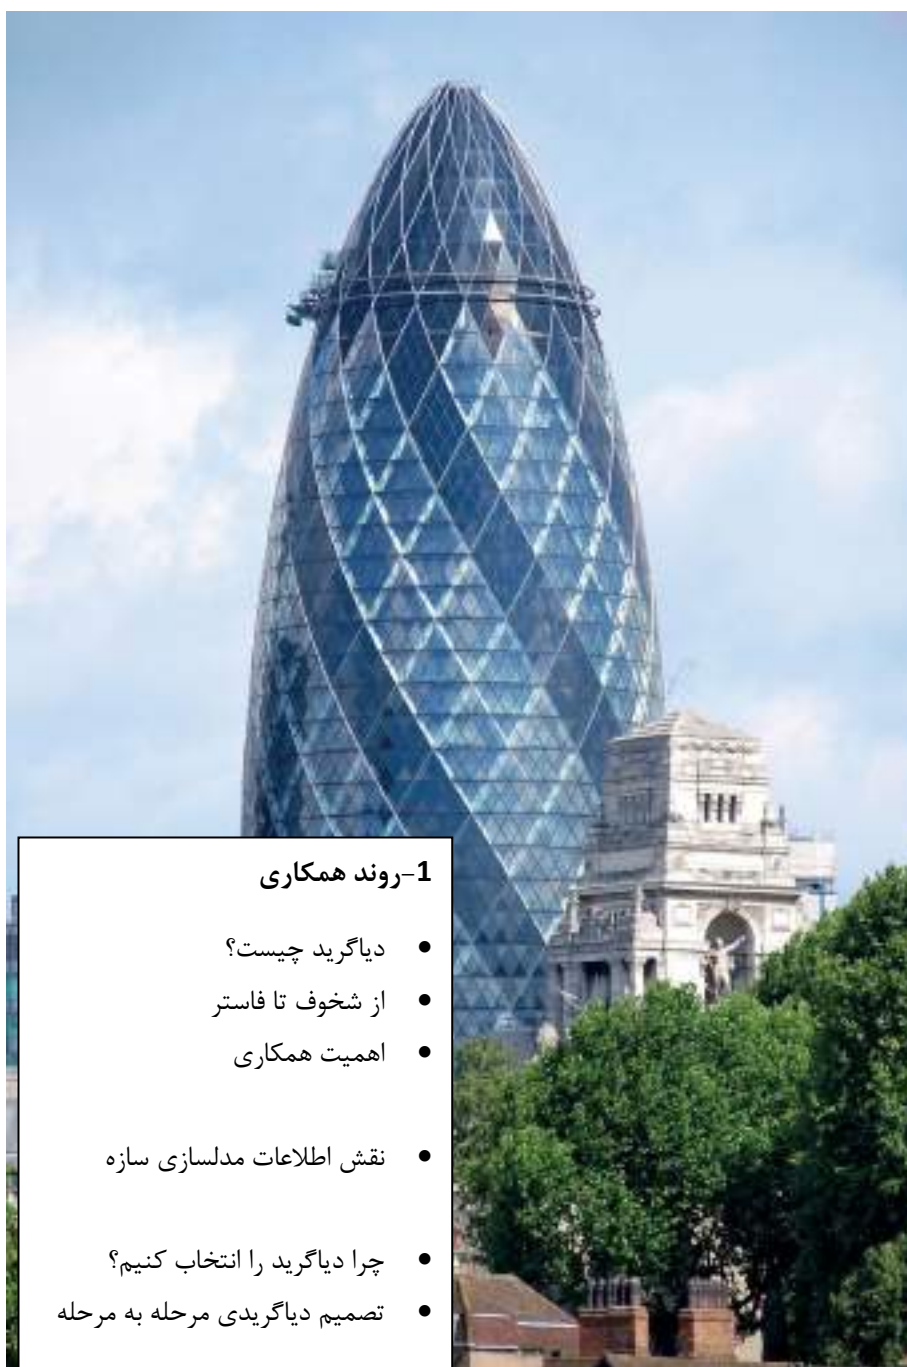 1-روند همکاری
دیاگرید چیست؟
از شخوف تا فاستر
اهمیت همکاری
نقش اطلاعات مدلسازی سازه
چرا دیاگرید را انتخاب کنیم؟
تصمیم دیاگریدی مرحله به مرحله